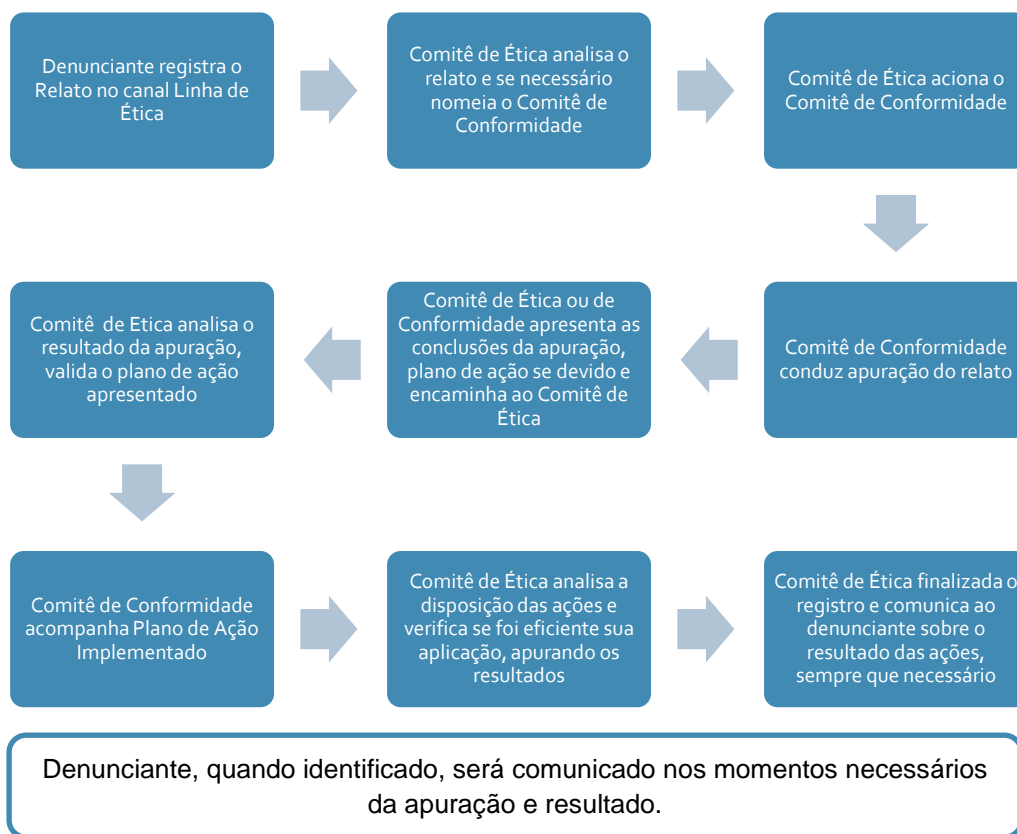 Denunciante registra o
Relato no canal Linha de
Ética
Comitê de Ética analisa o
relato e se necessário
nomeia o Comitê de
Conformidade
Comitê de Ética aciona o
Comitê de Conformidade
Comitê de Conformidade
conduz apuração do relato
Comitê de Ética ou de
Conformidade apresenta as
conclusões da apuração,
plano de ação se devido e
encaminha ao Comitê de
Ética
Comitê de Etica analisa o
resultado da apuração,
valida o plano de ação
apresentado
Comitê de Conformidade
acompanha Plano de Ação
Implementado
Comitê de Ética analisa a
disposição das ações e
verifica se foi eficiente sua
aplicação, apurando os
resultados
Comitê de Ética finalizada o
registro e comunica ao
denunciante sobre o
resultado das ações,
sempre que necessário
Denunciante, quando identificado, será comunicado nos momentos necessários
da apuração e resultado.